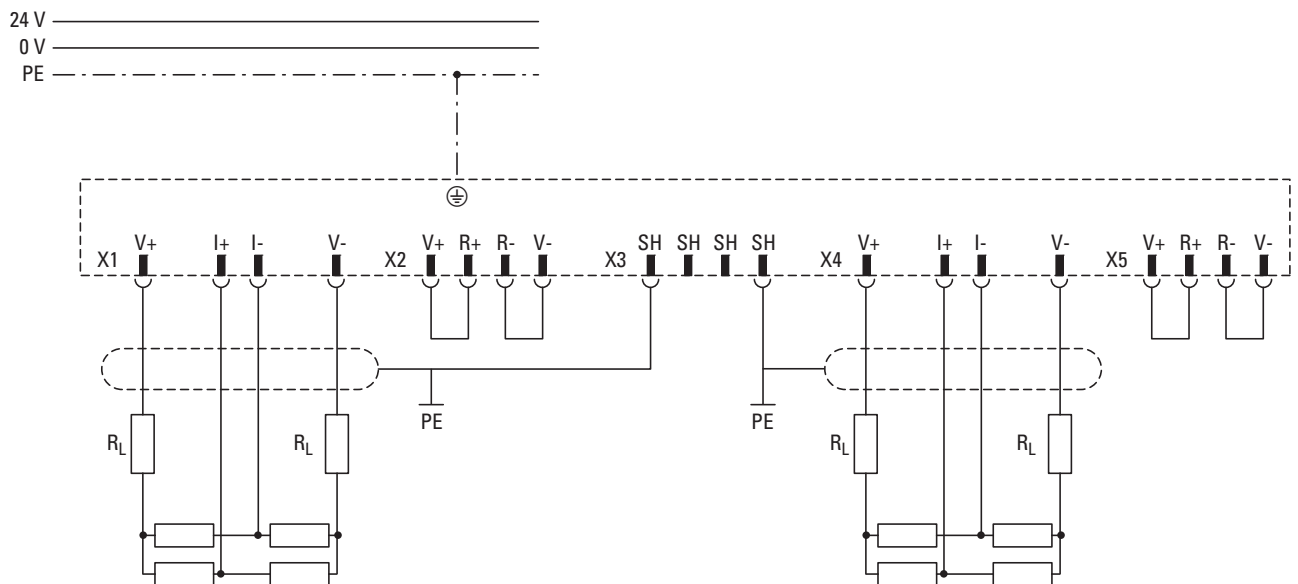 24 V
0 V
PE
X1 V+ I+ I- V- X2 V+ R+ R- V- X3 SH SH SH SH X4 V+ I+ I- V- X5 V+ R+ R- V-
PE PE
RL RL RL RL